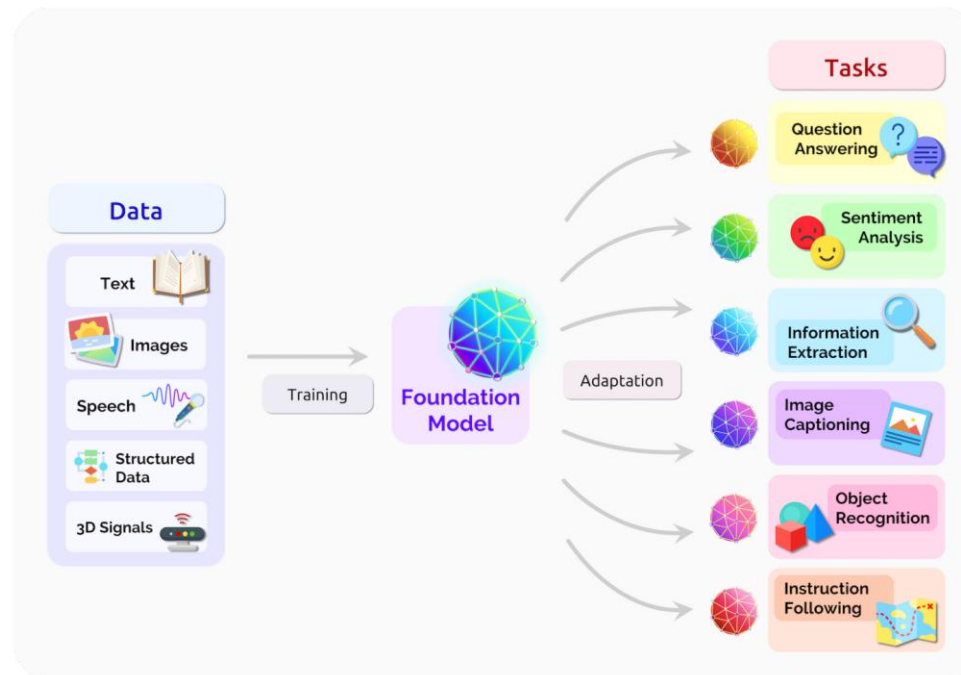 Data
Text
Images
Speech
Structured
Data
3D Signals
Training
Foundation
Model
Adaptation
Tasks
Question
Answering
?
Sentiment
Analysis
Information
Extraction
Image
Captioning
Object
Recognition
Instruction
Following